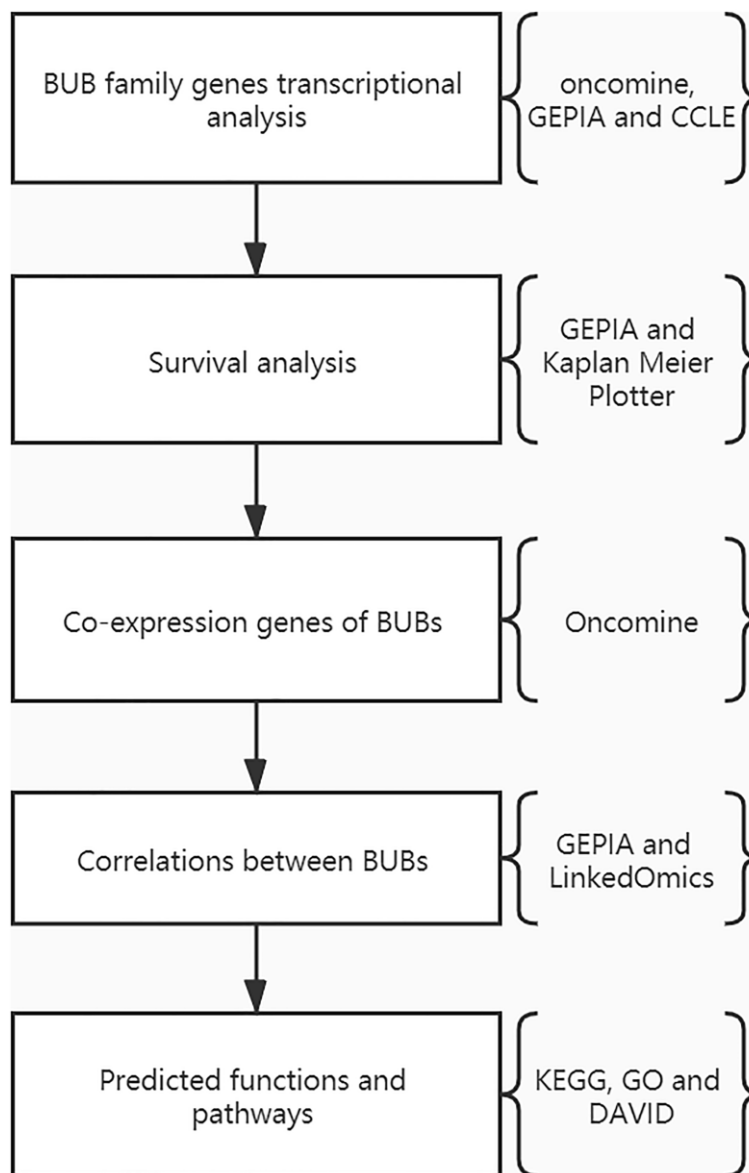 BUB family genes transcriptional
analysis
oncomine,
GEPIA and CCLE
Survival analysis
GEPIA and
Kaplan Meier
Plotter
Co-expression genes of BUBs
Oncomine
Correlations between BUBs
GEPIA and
LinkedOmics
Predicted functions and
pathways
KEGG, GO and
DAVID